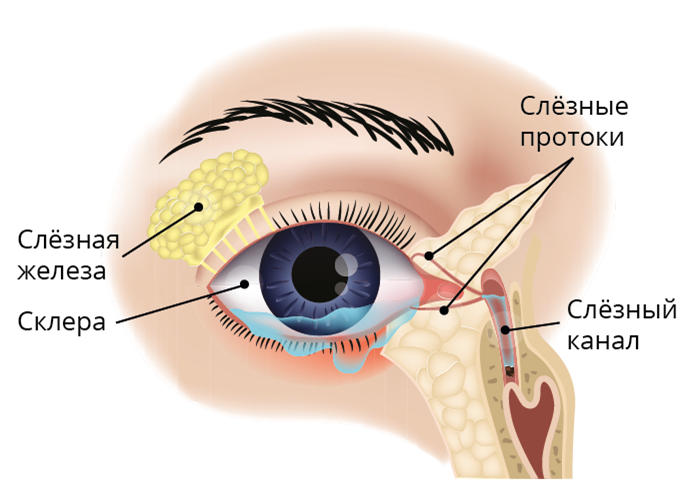 Слёзные
протоки
Слёзная
железа
Склера
Слёзный
канал